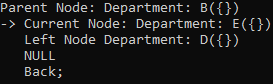 Parent Node: Department: B({})
-> Current Node: Department: E({})
Left Node Department: D({})
NULL
Back;